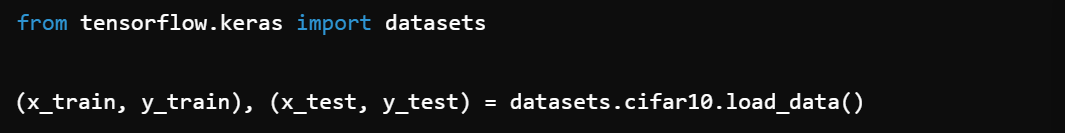 from tensorflow.keras import datasets
(x_train, y_train), (x_test, y_test) = datasets.cifar10.load_data()